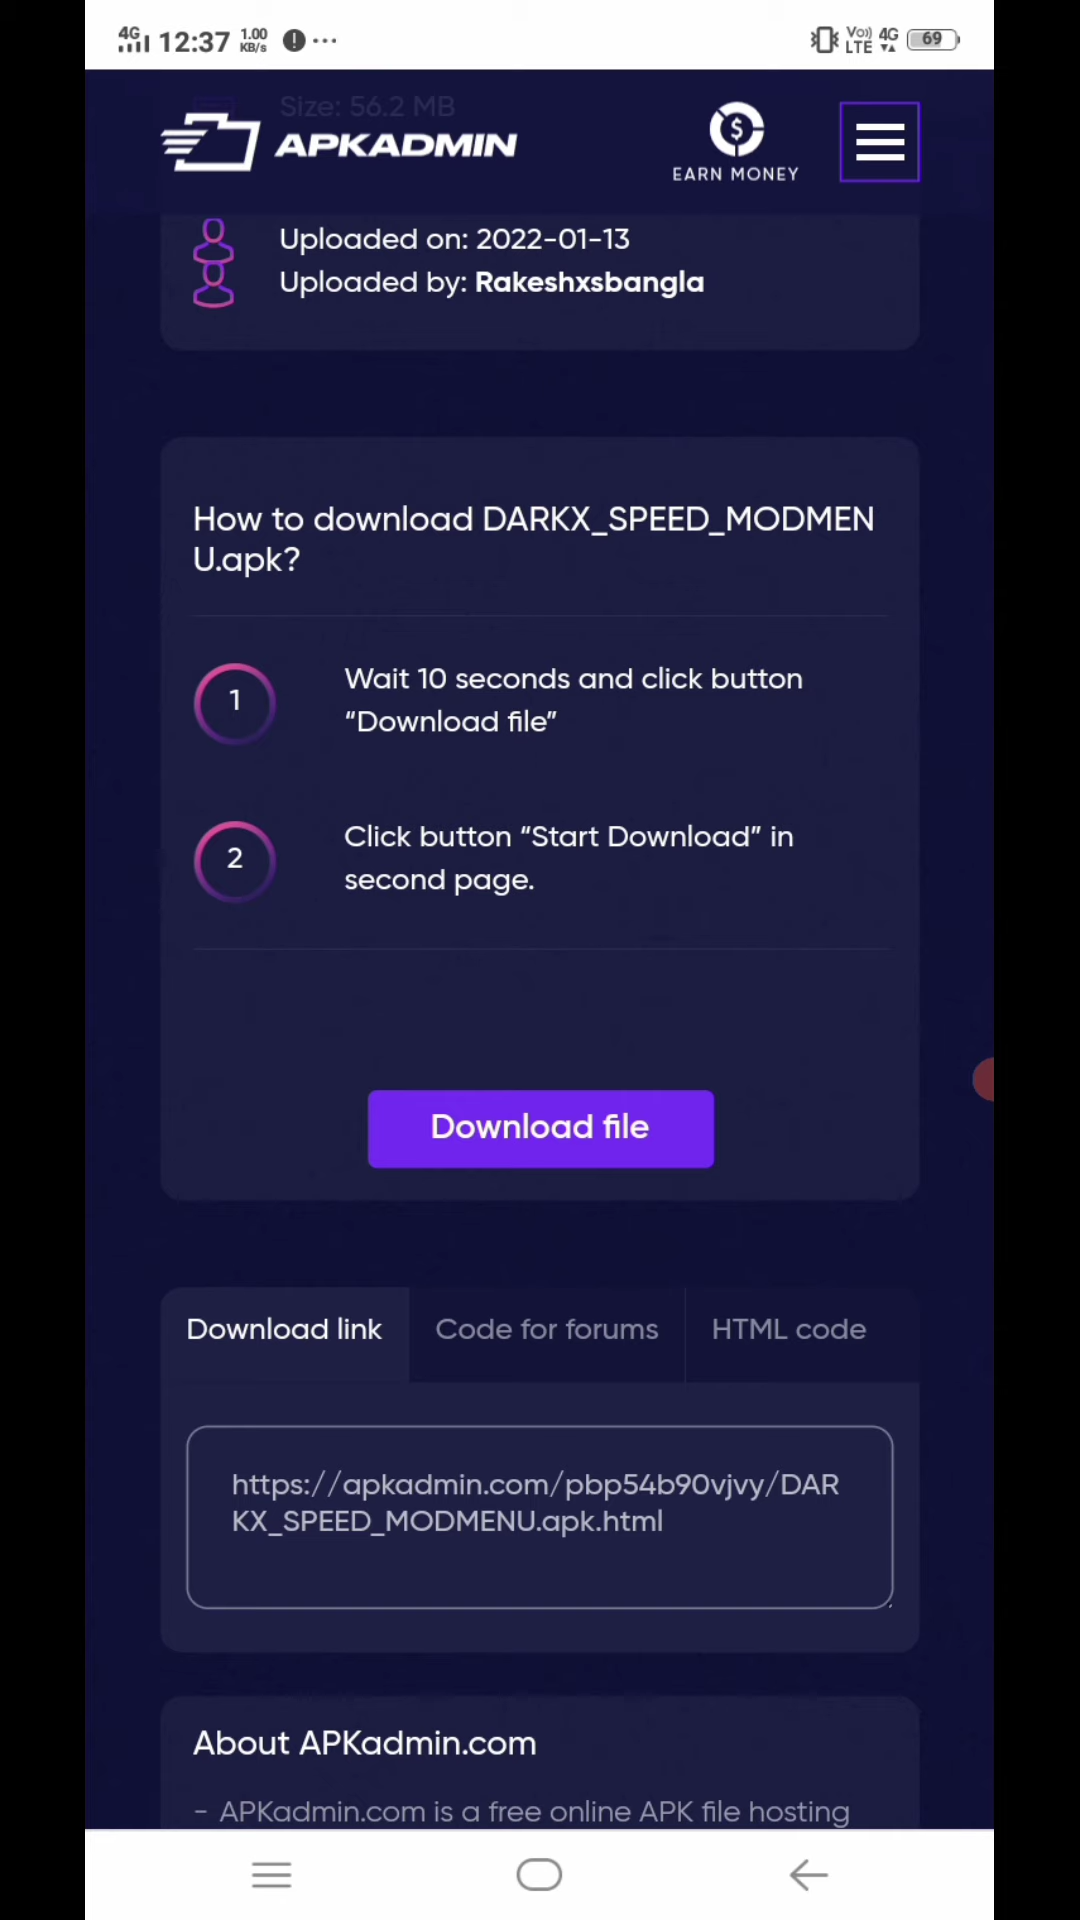 4G 12:37 1.00 KB/s ! ... Vo)) LTE 4G 69
Size: 56.2 MB
APKADMIN
$
EARN MONEY
Uploaded on: 2022-01-13
Uploaded by: Rakeshxsbangla
How to download DARKX_SPEED_MODMEN
U.apk?
1
Wait 10 seconds and click button
“Download file”
2
Click button “Start Download” in
second page.
Download file
Download link
Code for forums
HTML code
https://apkadmin.com/pbp54b90vjvy/DAR
KX_SPEED_MODMENU.apk.html
About APKadmin.com
- APKadmin.com is a free online APK file hosting